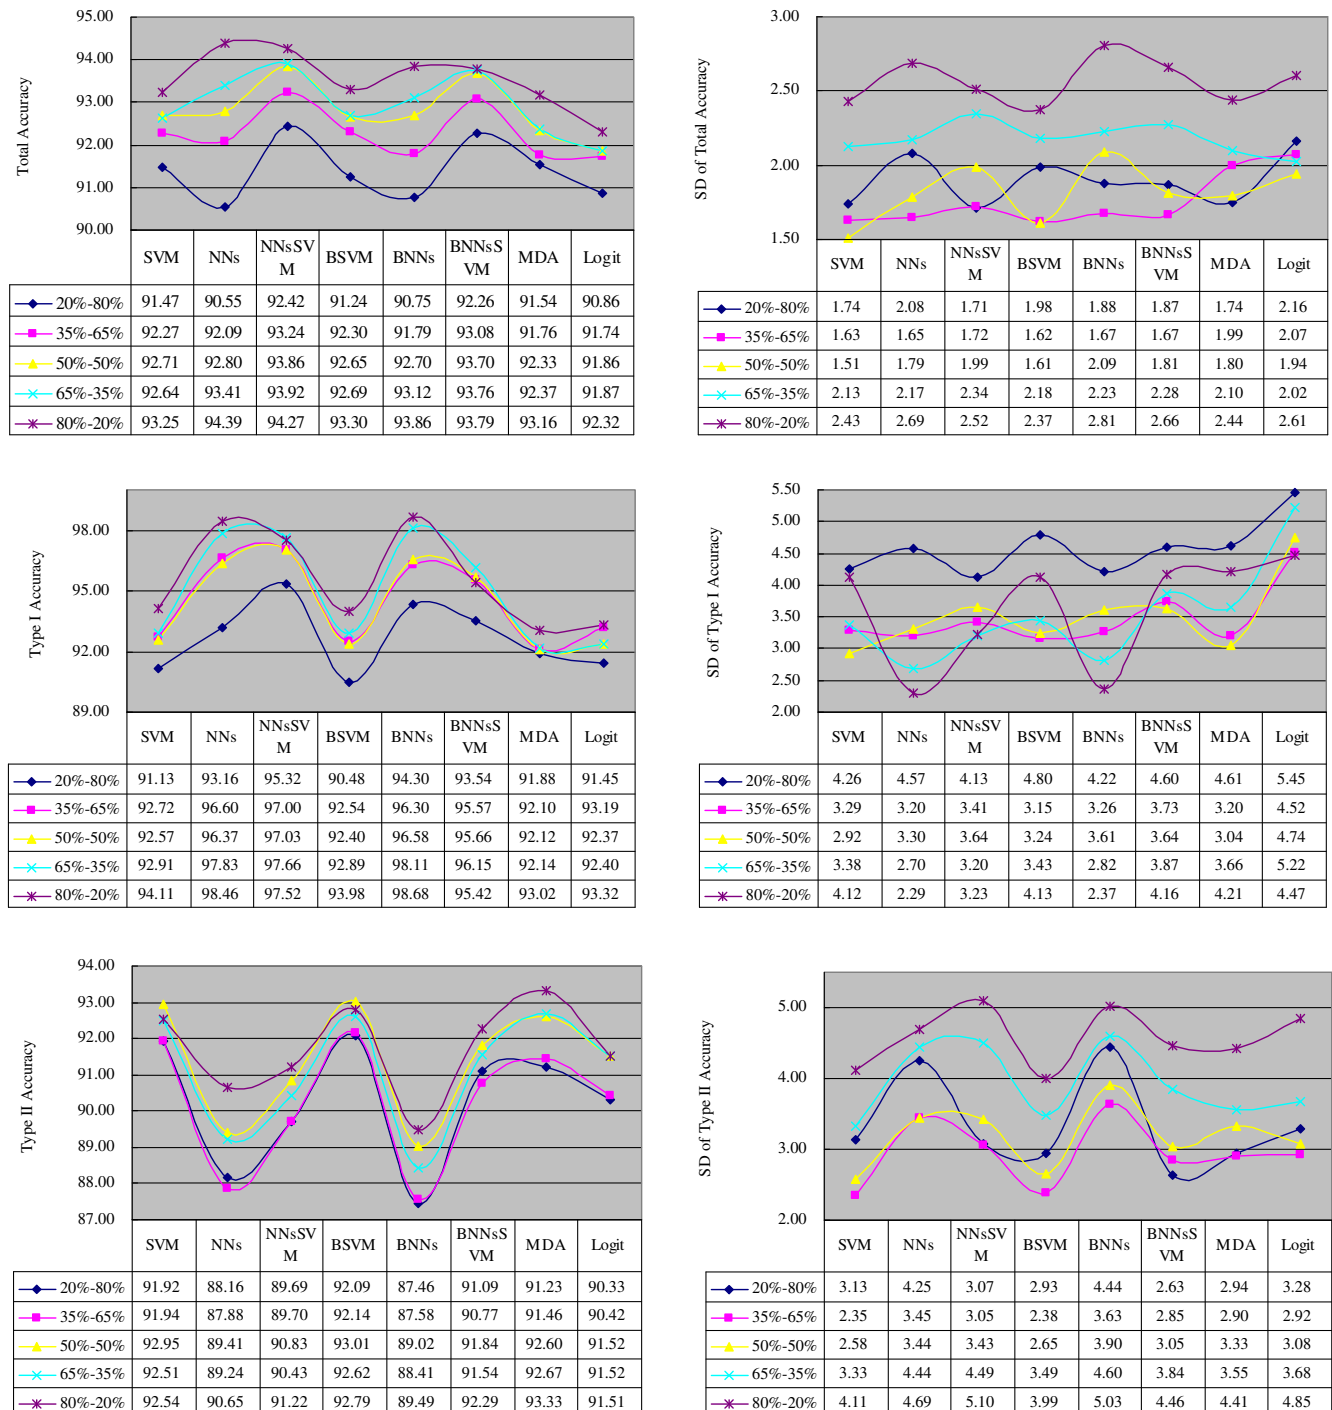 Total Accuracy
95.00
94.00
93.00
92.00
91.00
90.00
SVM NNs NNsSV M BSVM BNNs BNNsS VM MDA Logit
20%-80% 91.47 90.55 92.42 91.24 90.75 92.26 91.54 90.86
35%-65% 92.27 92.09 93.24 92.30 91.79 93.08 91.76 91.74
50%-50% 92.71 92.80 93.86 92.65 92.70 93.70 92.33 91.86
65%-35% 92.64 93.41 93.92 92.69 93.12 93.76 92.37 91.87
80%-20% 93.25 94.39 94.27 93.30 93.86 93.79 93.16 92.32
SD of Total Accuracy
3.00
2.50
2.00
1.50
SVM NNs NNsSV M BSVM BNNs BNNsS VM MDA Logit
20%-80% 1.74 2.08 1.71 1.98 1.88 1.87 1.74 2.16
35%-65% 1.63 1.65 1.72 1.62 1.67 1.67 1.99 2.07
50%-50% 1.51 1.79 1.99 1.61 2.09 1.81 1.80 1.94
65%-35% 2.13 2.17 2.34 2.18 2.23 2.28 2.10 2.02
80%-20% 2.43 2.69 2.52 2.37 2.81 2.66 2.44 2.61
Type I Accuracy
98.00
95.00
92.00
89.00
SVM NNs NNsSV M BSVM BNNs BNNsS VM MDA Logit
20%-80% 91.13 93.16 95.32 90.48 94.30 93.54 91.88 91.45
35%-65% 92.72 96.60 97.00 92.54 96.30 95.57 92.10 93.19
50%-50% 92.57 96.37 97.03 92.40 96.58 95.66 92.12 92.37
65%-35% 92.91 97.83 97.66 92.89 98.11 96.15 92.14 92.40
80%-20% 94.11 98.46 97.52 93.98 98.68 95.42 93.02 93.32
SD of Type I Accuracy
5.50
5.00
4.50
4.00
3.50
3.00
2.50
2.00
SVM NNs NNsSV M BSVM BNNs BNNsS VM MDA Logit
20%-80% 4.26 4.57 4.13 4.80 4.22 4.60 4.61 5.45
35%-65% 3.29 3.20 3.41 3.15 3.26 3.73 3.20 4.52
50%-50% 2.92 3.30 3.64 3.24 3.61 3.64 3.04 4.74
65%-35% 3.38 2.70 3.20 3.43 2.82 3.87 3.66 5.22
80%-20% 4.12 2.29 3.23 4.13 2.37 4.16 4.21 4.47
Type II Accuracy
94.00
93.00
92.00
91.00
90.00
89.00
88.00
87.00
SVM NNs NNsSV M BSVM BNNs BNNsS VM MDA Logit
20%-80% 91.92 88.16 89.69 92.09 87.46 91.09 91.23 90.33
35%-65% 91.94 87.88 89.70 92.14 87.58 90.77 91.46 90.42
50%-50% 92.95 89.41 90.83 93.01 89.02 91.84 92.60 91.52
65%-35% 92.51 89.24 90.43 92.62 88.41 91.54 92.67 91.52
80%-20% 92.54 90.65 91.22 92.79 89.49 92.29 93.33 91.51
SD of Type II Accuracy
5.00
4.00
3.00
2.00
SVM NNs NNsSV M BSVM BNNs BNNsS VM MDA Logit
20%-80% 3.13 4.25 3.07 2.93 4.44 2.63 2.94 3.28
35%-65% 2.35 3.45 3.05 2.38 3.63 2.85 2.90 2.92
50%-50% 2.58 3.44 3.43 2.65 3.90 3.05 3.33 3.08
65%-35% 3.33 4.44 4.49 3.49 4.60 3.84 3.55 3.68
80%-20% 4.11 4.69 5.10 3.99 5.03 4.46 4.41 4.85